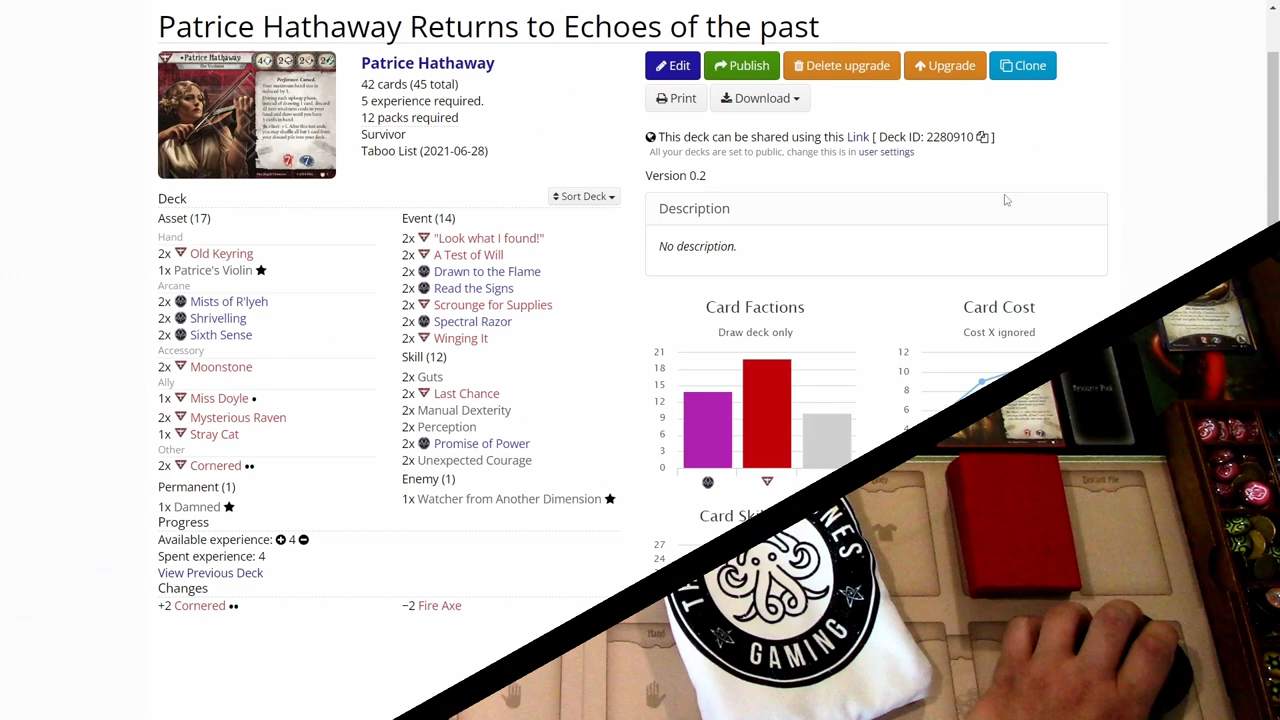 Patrice Hathaway Returns to Echoes of the past
Patrice Hathaway
42 cards (45 total)
5 experience required.
12 packs required
Survivor
Taboo List (2021-06-28)
Edit
Publish
Delete upgrade
Upgrade
Clone
Print
Download
This deck can be shared using this Link [ Deck ID: 2280910 ]
All your decks are set to public, change this is in user settings
Version 0.2
Description
No description.
Deck
Sort Deck
Asset (17)
Hand
2x Old Keyring
1x Patrice's Violin ★
Arcane
2x Mists of R'lyeh
2x Shrivelling
2x Sixth Sense
Accessory
2x Moonstone
Ally
1x Miss Doyle •
2x Mysterious Raven
1x Stray Cat
Other
2x Cornered ••
Permanent (1)
1x Damned ★
Event (14)
2x "Look what I found!"
2x A Test of Will
2x Drawn to the Flame
2x Read the Signs
2x Scrounge for Supplies
2x Spectral Razor
2x Winging It
Skill (12)
2x Guts
2x Last Chance
2x Manual Dexterity
2x Perception
2x Promise of Power
2x Unexpected Courage
Enemy (1)
1x Watcher from Another Dimension ★
Progress
Available experience: 4
Spent experience: 4
View Previous Deck
Changes
+2 Cornered ••
−2 Fire Axe
Card Factions
Draw deck only
21
18
15
12
9
6
3
0
Card Cost
Cost X ignored
12
10
8
6
Card Ski
27
24
GAMING
Hand